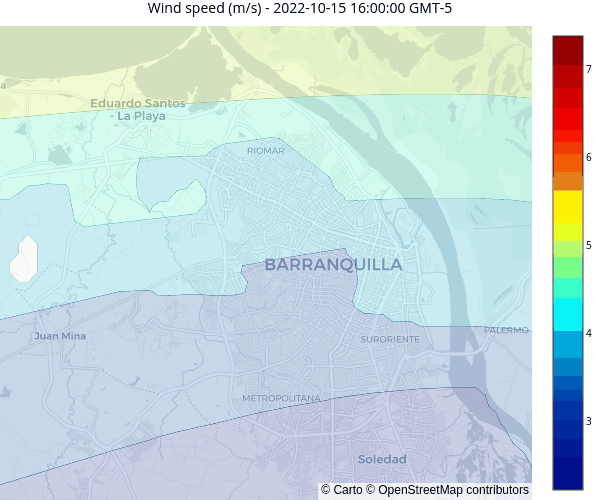 Wind speed (m/s) - 2022-10-15 16:00:00 GMT-5
a
Eduardo Santos
- La Playa
RIOMAR
BARRANQUILLA
Juan Mina
SURORIENTE
PALERMO
METROPOLITANA
Soledad
7
6
5
4
3
© Carto © OpenStreetMap contributors